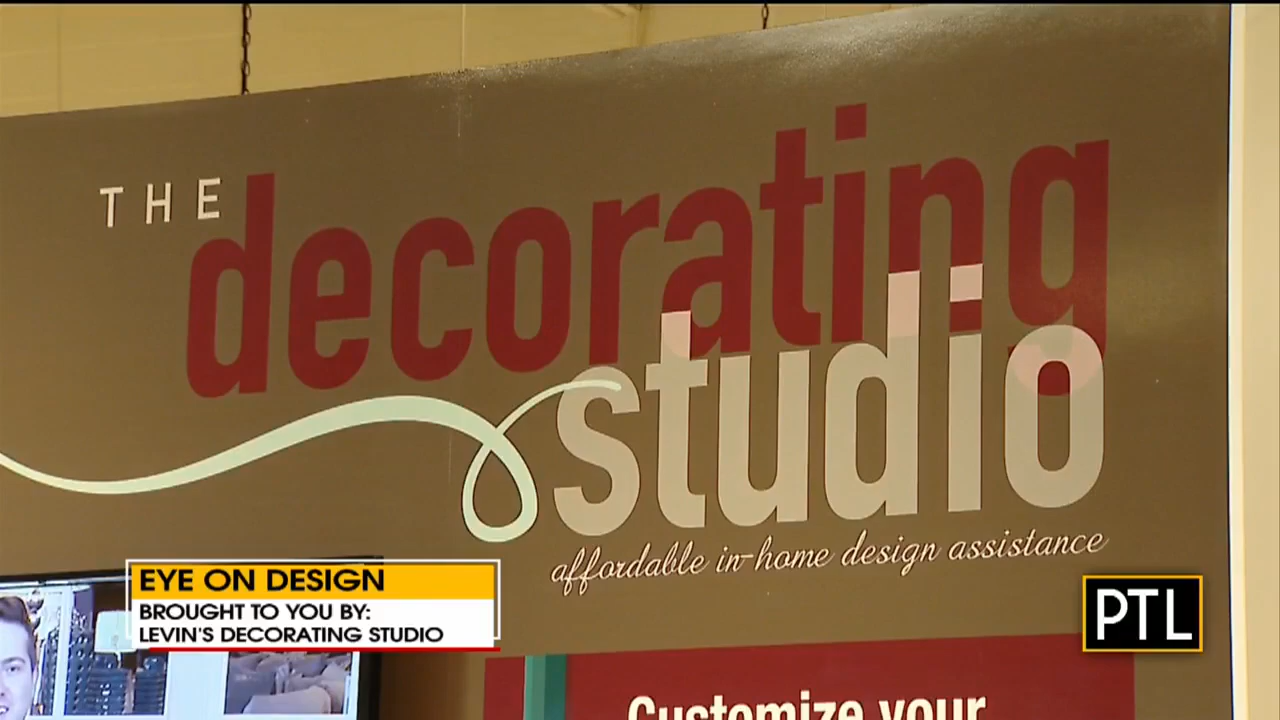 THE
decorating
studio
affordable in-home design assistance
EYE ON DESIGN
BROUGHT TO YOU BY:
LEVIN'S DECORATING STUDIO
PTL
Customize your